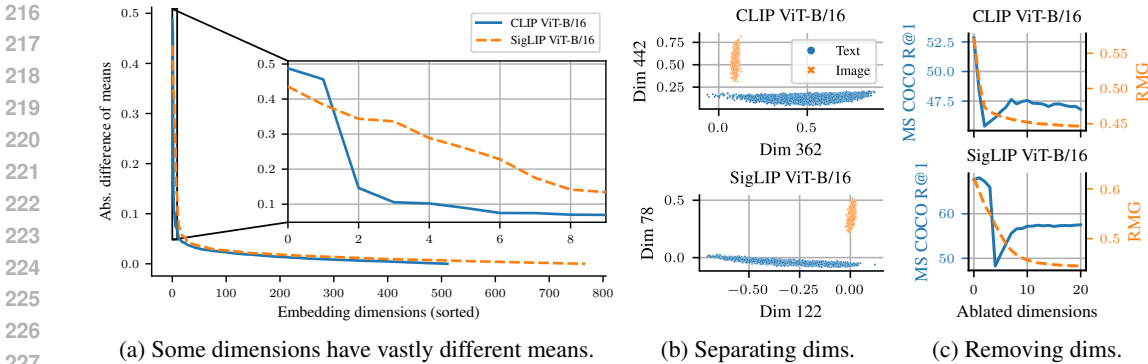 216
217
218
219
220
221
222
223
224
225
226
227
0.5
0.4
0.3
0.2
0.1
0.0
Abs. difference of means
CLIP ViT-B/16
SigLIP ViT-B/16
0.5
0.4
0.3
0.2
0.1
0 2 4 6 8
0 100 200 300 400 500 600 700 800
Embedding dimensions (sorted)
(a) Some dimensions have vastly different means.
CLIP ViT-B/16
Dim 442
0.75
0.50
0.25
Text
Image
0.0 0.5
Dim 362
SigLIP ViT-B/16
Dim 78
0.5
0.0
−0.50 −0.25 0.00
Dim 122
(b) Separating dims.
CLIP ViT-B/16
MS COCO R@1
52.5
50.0
47.5
0.55
0.50
0.45
RMG
SigLIP ViT-B/16
MS COCO R@1
60
50
0.6
0.5
RMG
0 10 20
Ablated dimensions
(c) Removing dims.